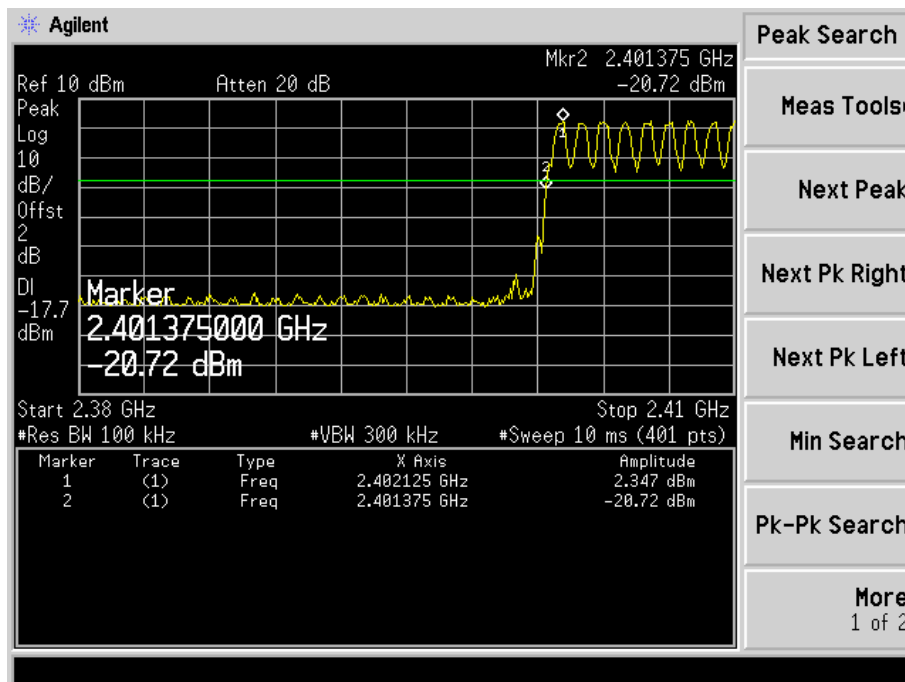 Agilent
Peak Search
Mkr2 2.401375 GHz
Ref 10 dBm Atten 20 dB -20.72 dBm
Peak
Log
10
dB/
Offst
2
dB
DI
-17.7
dBm
1
2
Marker
2.401375000 GHz
-20.72 dBm
Start 2.38 GHz Stop 2.41 GHz
#Res BW 100 kHz #VBW 300 kHz #Sweep 10 ms (401 pts)
Marker Trace Type X Axis Amplitude
1 (1) Freq 2.402125 GHz 2.347 dBm
2 (1) Freq 2.401375 GHz -20.72 dBm
Meas Tools
Next Peak
Next Pk Right
Next Pk Left
Min Search
Pk-Pk Search
More
1 of 2